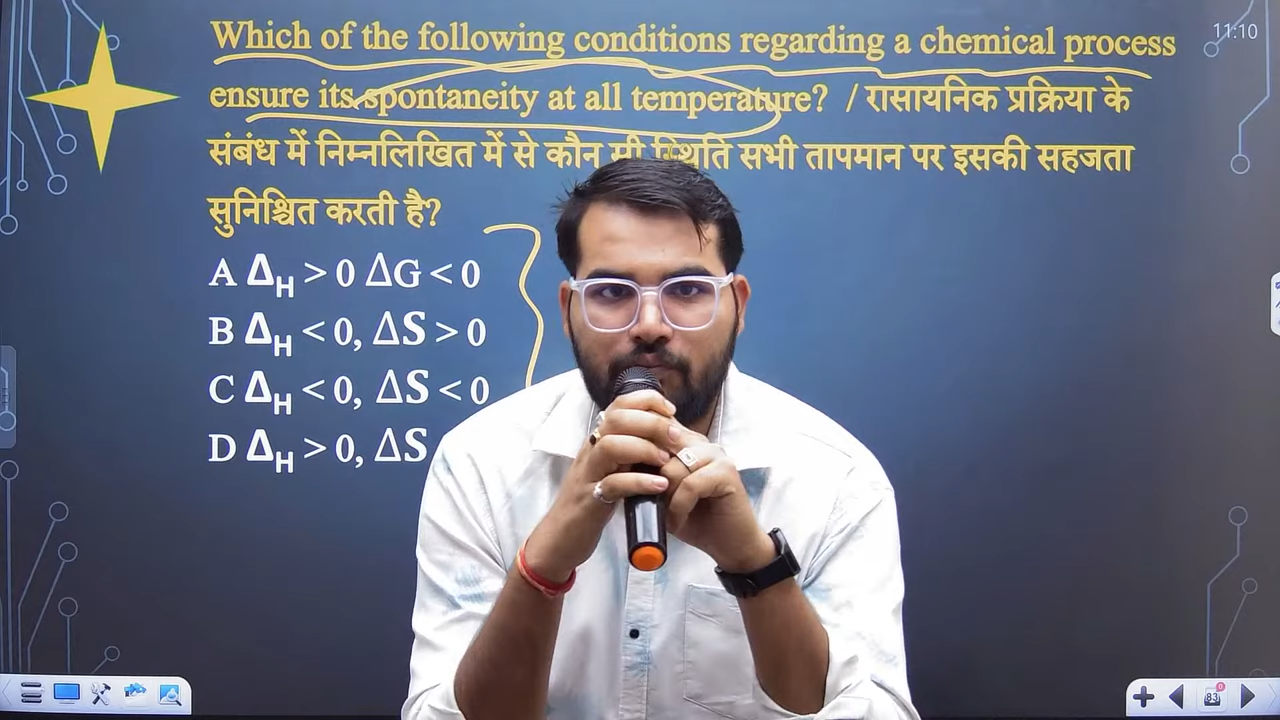 11:10
Which of the following conditions regarding a chemical process
ensure its spontaneity at all temperature? / रासायनिक प्रक्रिया के
संबंध में निम्नलिखित में से कौन सी स्थिति सभी तापमान पर इसकी सहजता
सुनिश्चित करती है?
A ΔH > 0 ΔG < 0
B ΔH < 0, ΔS > 0
C ΔH < 0, ΔS < 0
D ΔH > 0, ΔS
83